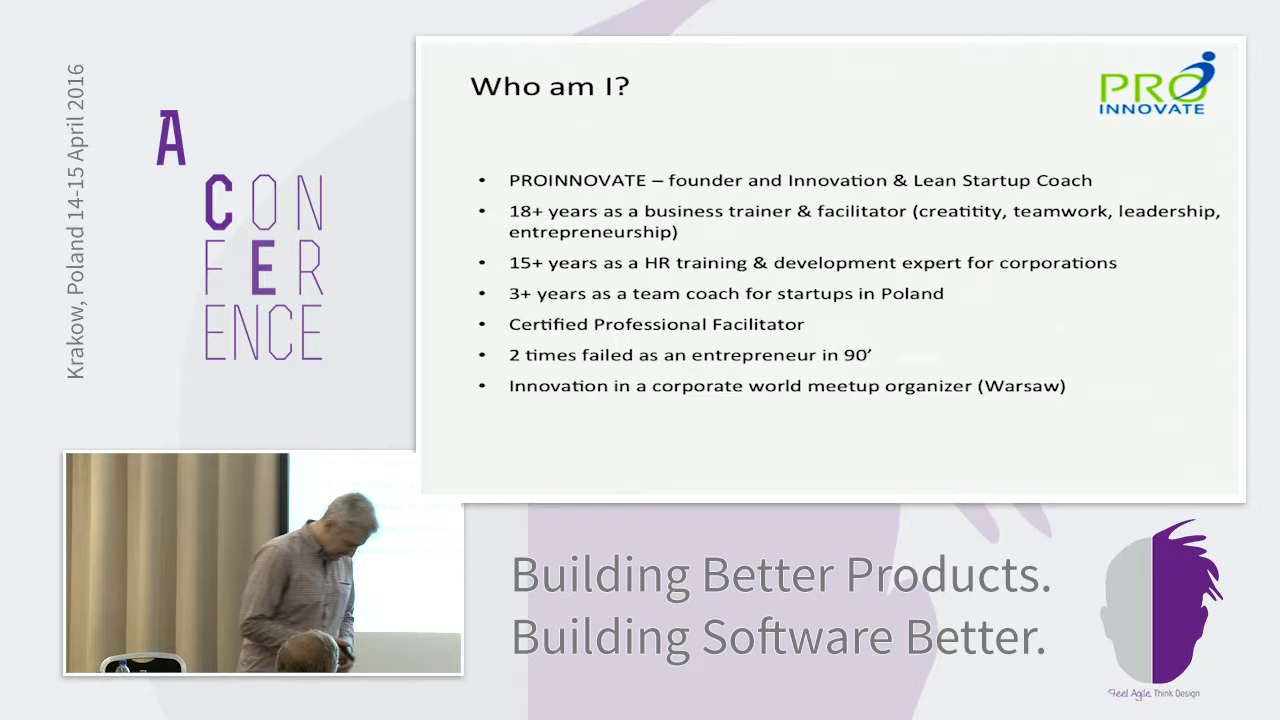 Krakow, Poland 14-15 April 2016
A
CON
FER
ENCE
Who am I?
PRO
INNOVATE
• PROINNOVATE – founder and Innovation & Lean Startup Coach
• 18+ years as a business trainer & facilitator (creatitity, teamwork, leadership,
entrepreneurship)
• 15+ years as a HR training & development expert for corporations
• 3+ years as a team coach for startups in Poland
• Certified Professional Facilitator
• 2 times failed as an entrepreneur in 90’
• Innovation in a corporate world meetup organizer (Warsaw)
Building Better Products.
Building Software Better.
Feel Agile. Think Design